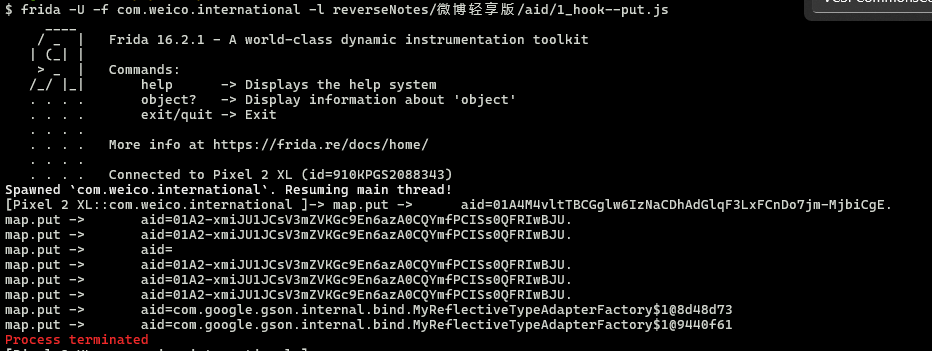 $ frida -U -f com.weico.international -l reverseNotes/微博轻享版/aid/1_hook--put.js
     ____
    / _  |   Frida 16.2.1 - A world-class dynamic instrumentation toolkit
   | (_| |
    > _  |   Commands:
   /_/ |_|       help      -> Displays the help system
   . . . .       object?   -> Display information about 'object'
   . . . .       exit/quit -> Exit
   . . . .
   . . . .   More info at https://frida.re/docs/home/
   . . . .
   . . . .   Connected to Pixel 2 XL (id=910KPGS2088343)
Spawned `com.weico.international`. Resuming main thread!
[Pixel 2 XL::com.weico.international ]-> map.put ->      aid=01A4M4vltTBCGglw6IzNaCDhAdGlqF3LxFCnDo7jm-MjbiCgE.
map.put ->       aid=01A2-xmiJU1JCsV3mZVKGc9En6azA0CQYmfPCISs0QFRIwBJU.
map.put ->       aid=01A2-xmiJU1JCsV3mZVKGc9En6azA0CQYmfPCISs0QFRIwBJU.
map.put ->       aid=
map.put ->       aid=01A2-xmiJU1JCsV3mZVKGc9En6azA0CQYmfPCISs0QFRIwBJU.
map.put ->       aid=01A2-xmiJU1JCsV3mZVKGc9En6azA0CQYmfPCISs0QFRIwBJU.
map.put ->       aid=01A2-xmiJU1JCsV3mZVKGc9En6azA0CQYmfPCISs0QFRIwBJU.
map.put ->       aid=com.google.gson.internal.bind.MyReflectiveTypeAdapterFactory$1@8d48d73
map.put ->       aid=com.google.gson.internal.bind.MyReflectiveTypeAdapterFactory$1@9440f61
Process terminated